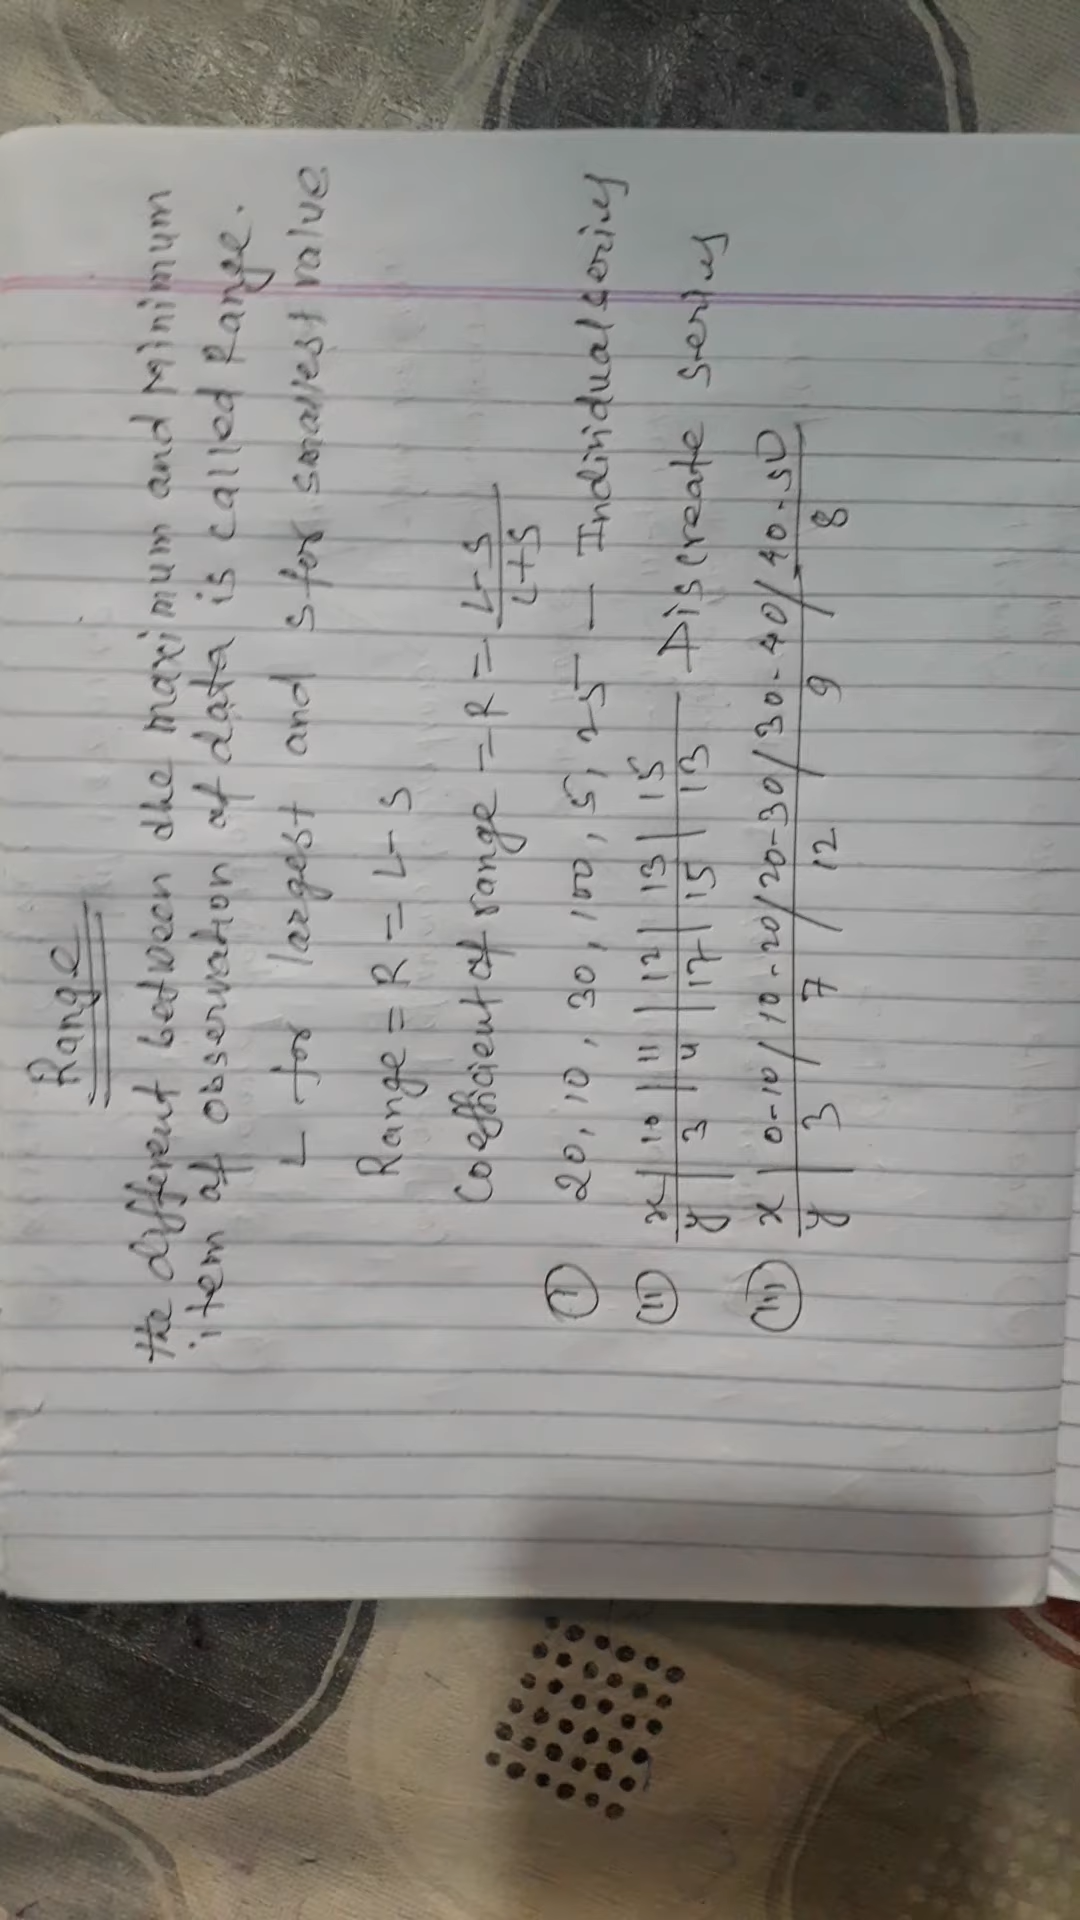 Range
the different between dhe maximum and minimum
item of observation of data is called Range.
L for largest and s for smallest value
Range = R = L - S
Coefficient of range = R = L-S / L+S
(I) 20, 10, 30, 100, 5, 25 — Individual series
(II) x | 10 | 11 | 12 | 13 | 15 — Discreate series
y | 3 | 4 | 17 | 15 | 13
(III) x | 0-10 / 10-20 / 20-30 / 30-40 / 40-50
y | 3 / 7 / 12 / 9 / 8